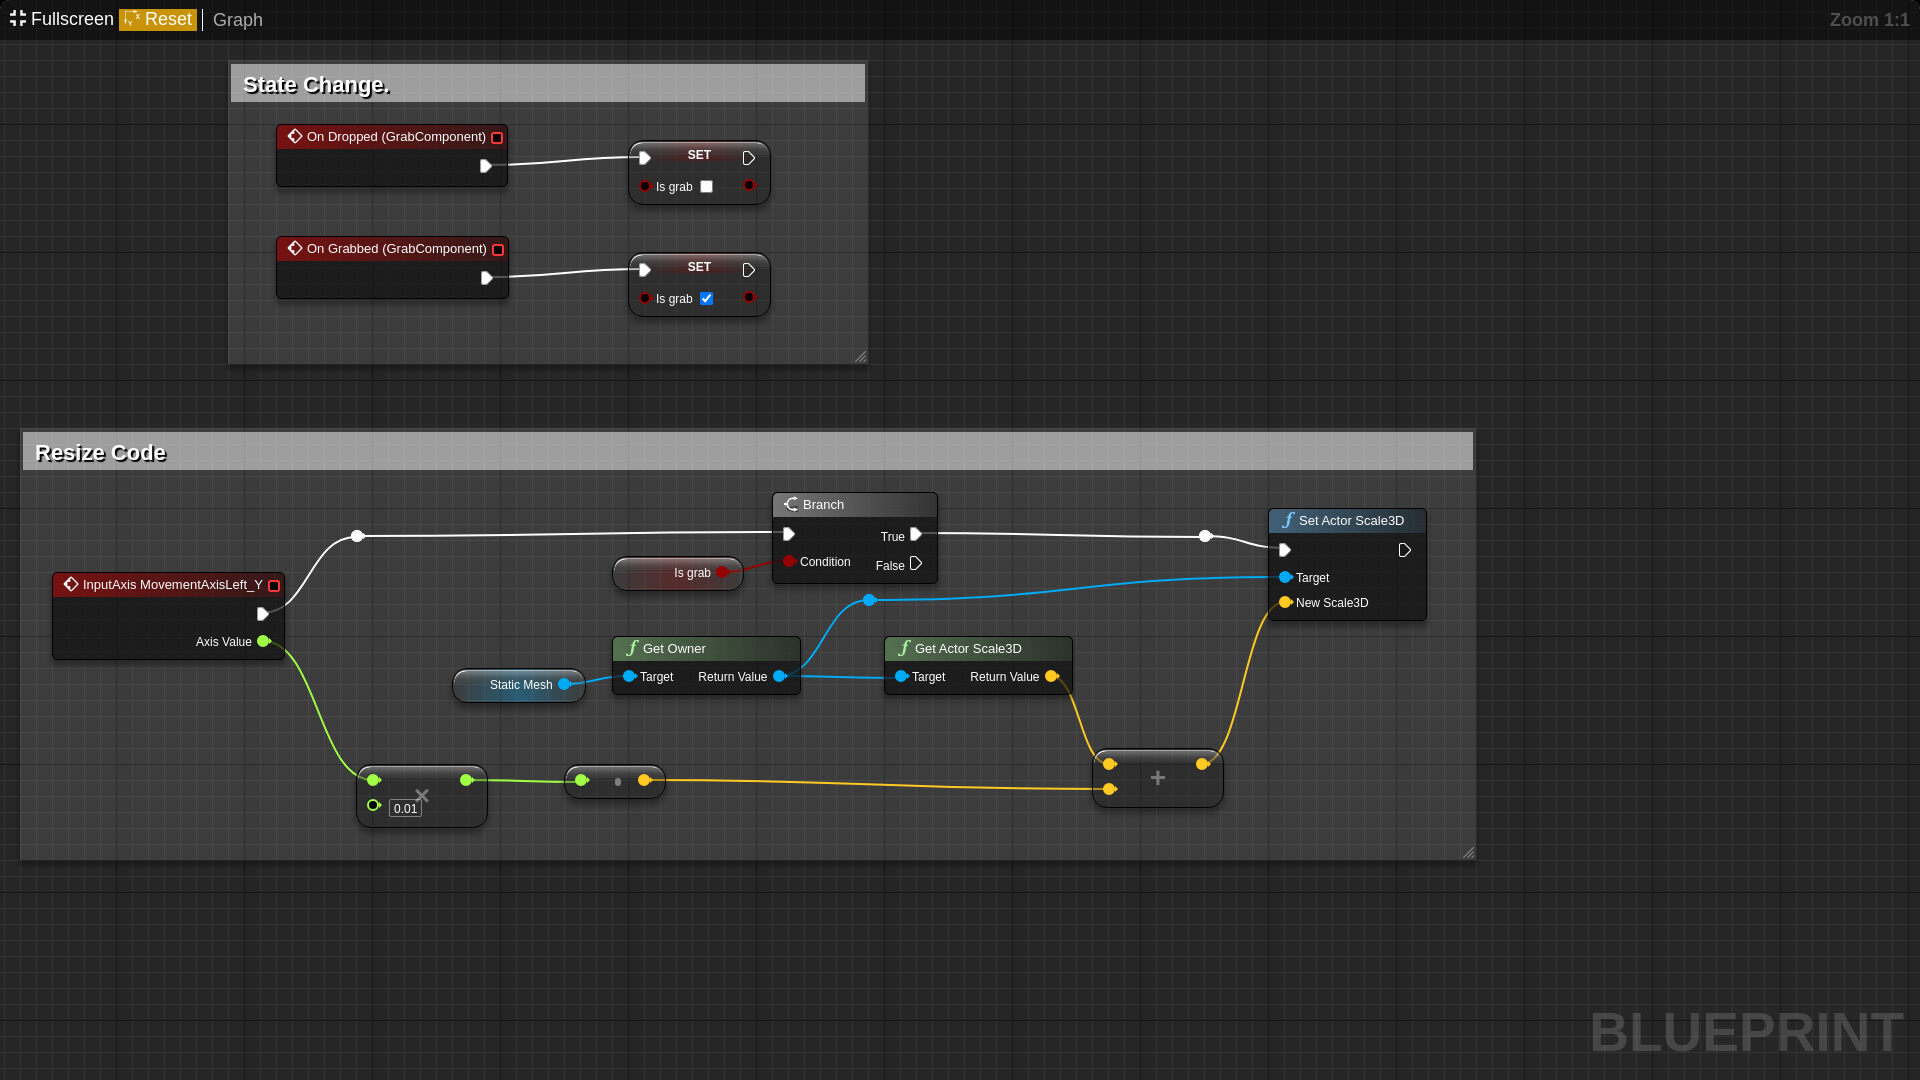 Fullscreen Reset Graph Zoom 1:1
State Change.
On Dropped (GrabComponent)
SET
Is grab
On Grabbed (GrabComponent)
SET
Is grab
Resize Code
Branch
True
Condition
False
Is grab
Set Actor Scale3D
Target
New Scale3D
InputAxis MovementAxisLeft_Y
Axis Value
Static Mesh
Get Owner
Target Return Value
Get Actor Scale3D
Target Return Value
×
0.01
+
BLUEPRINT